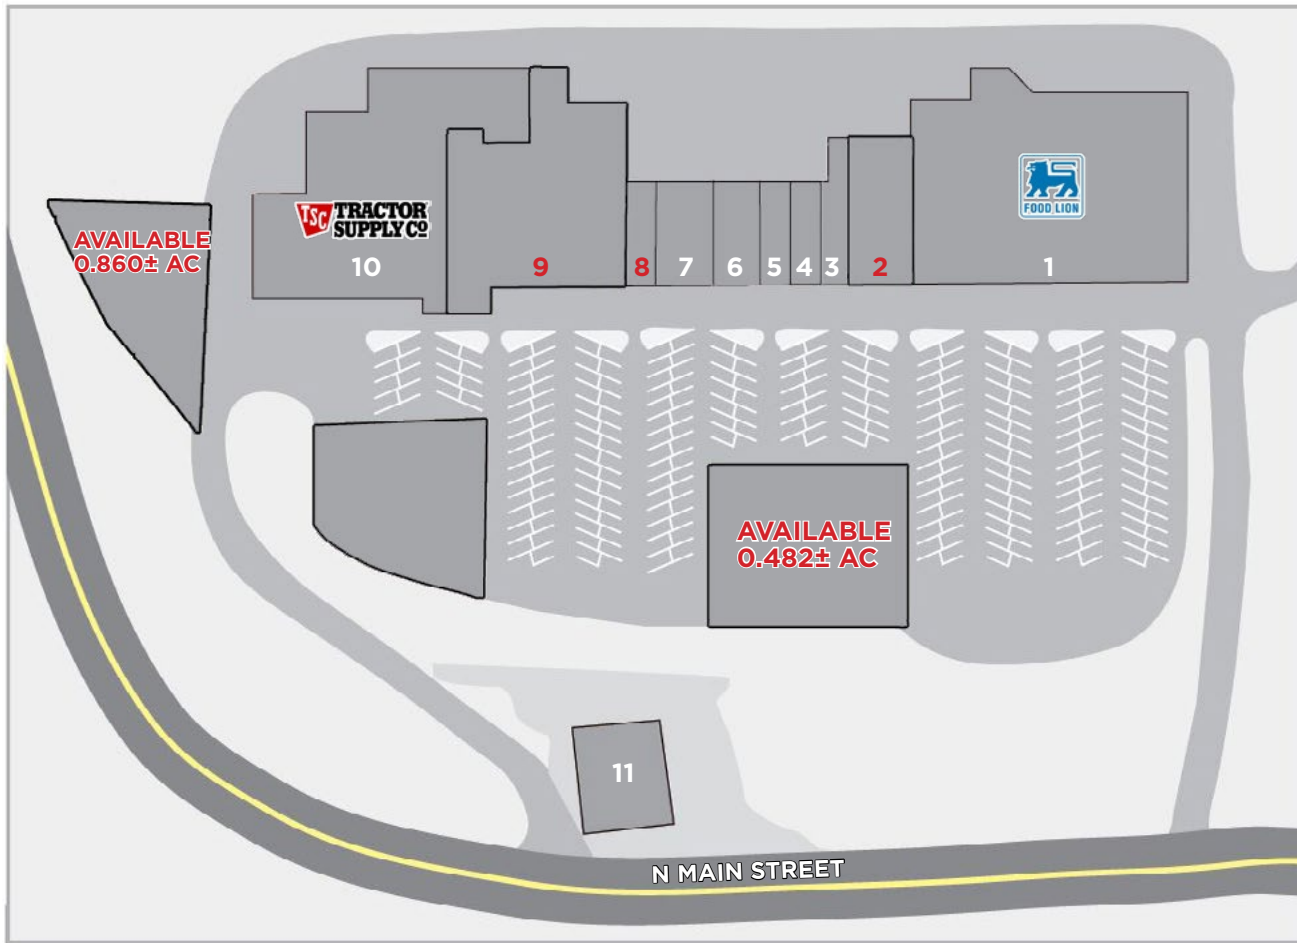 TSC TRACTOR
SUPPLY CO
FOOD LION
AVAILABLE
0.860± AC
10
9
8
7
6
5
4
3
2
1
AVAILABLE
0.482± AC
11
N MAIN STREET